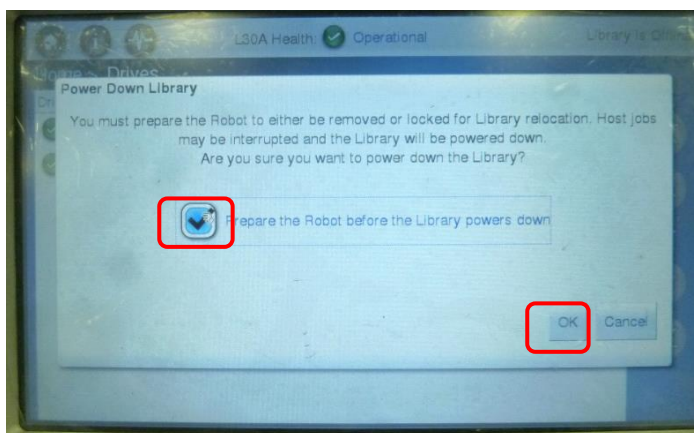 L30A Health: Operational
Library is
Home > Drives
Power Down Library
You must prepare the Robot to either be removed or locked for Library relocation. Host jobs
may be interrupted and the Library will be powered down.
Are you sure you want to power down the Library?
Prepare the Robot before the Library powers down
OK Cancel